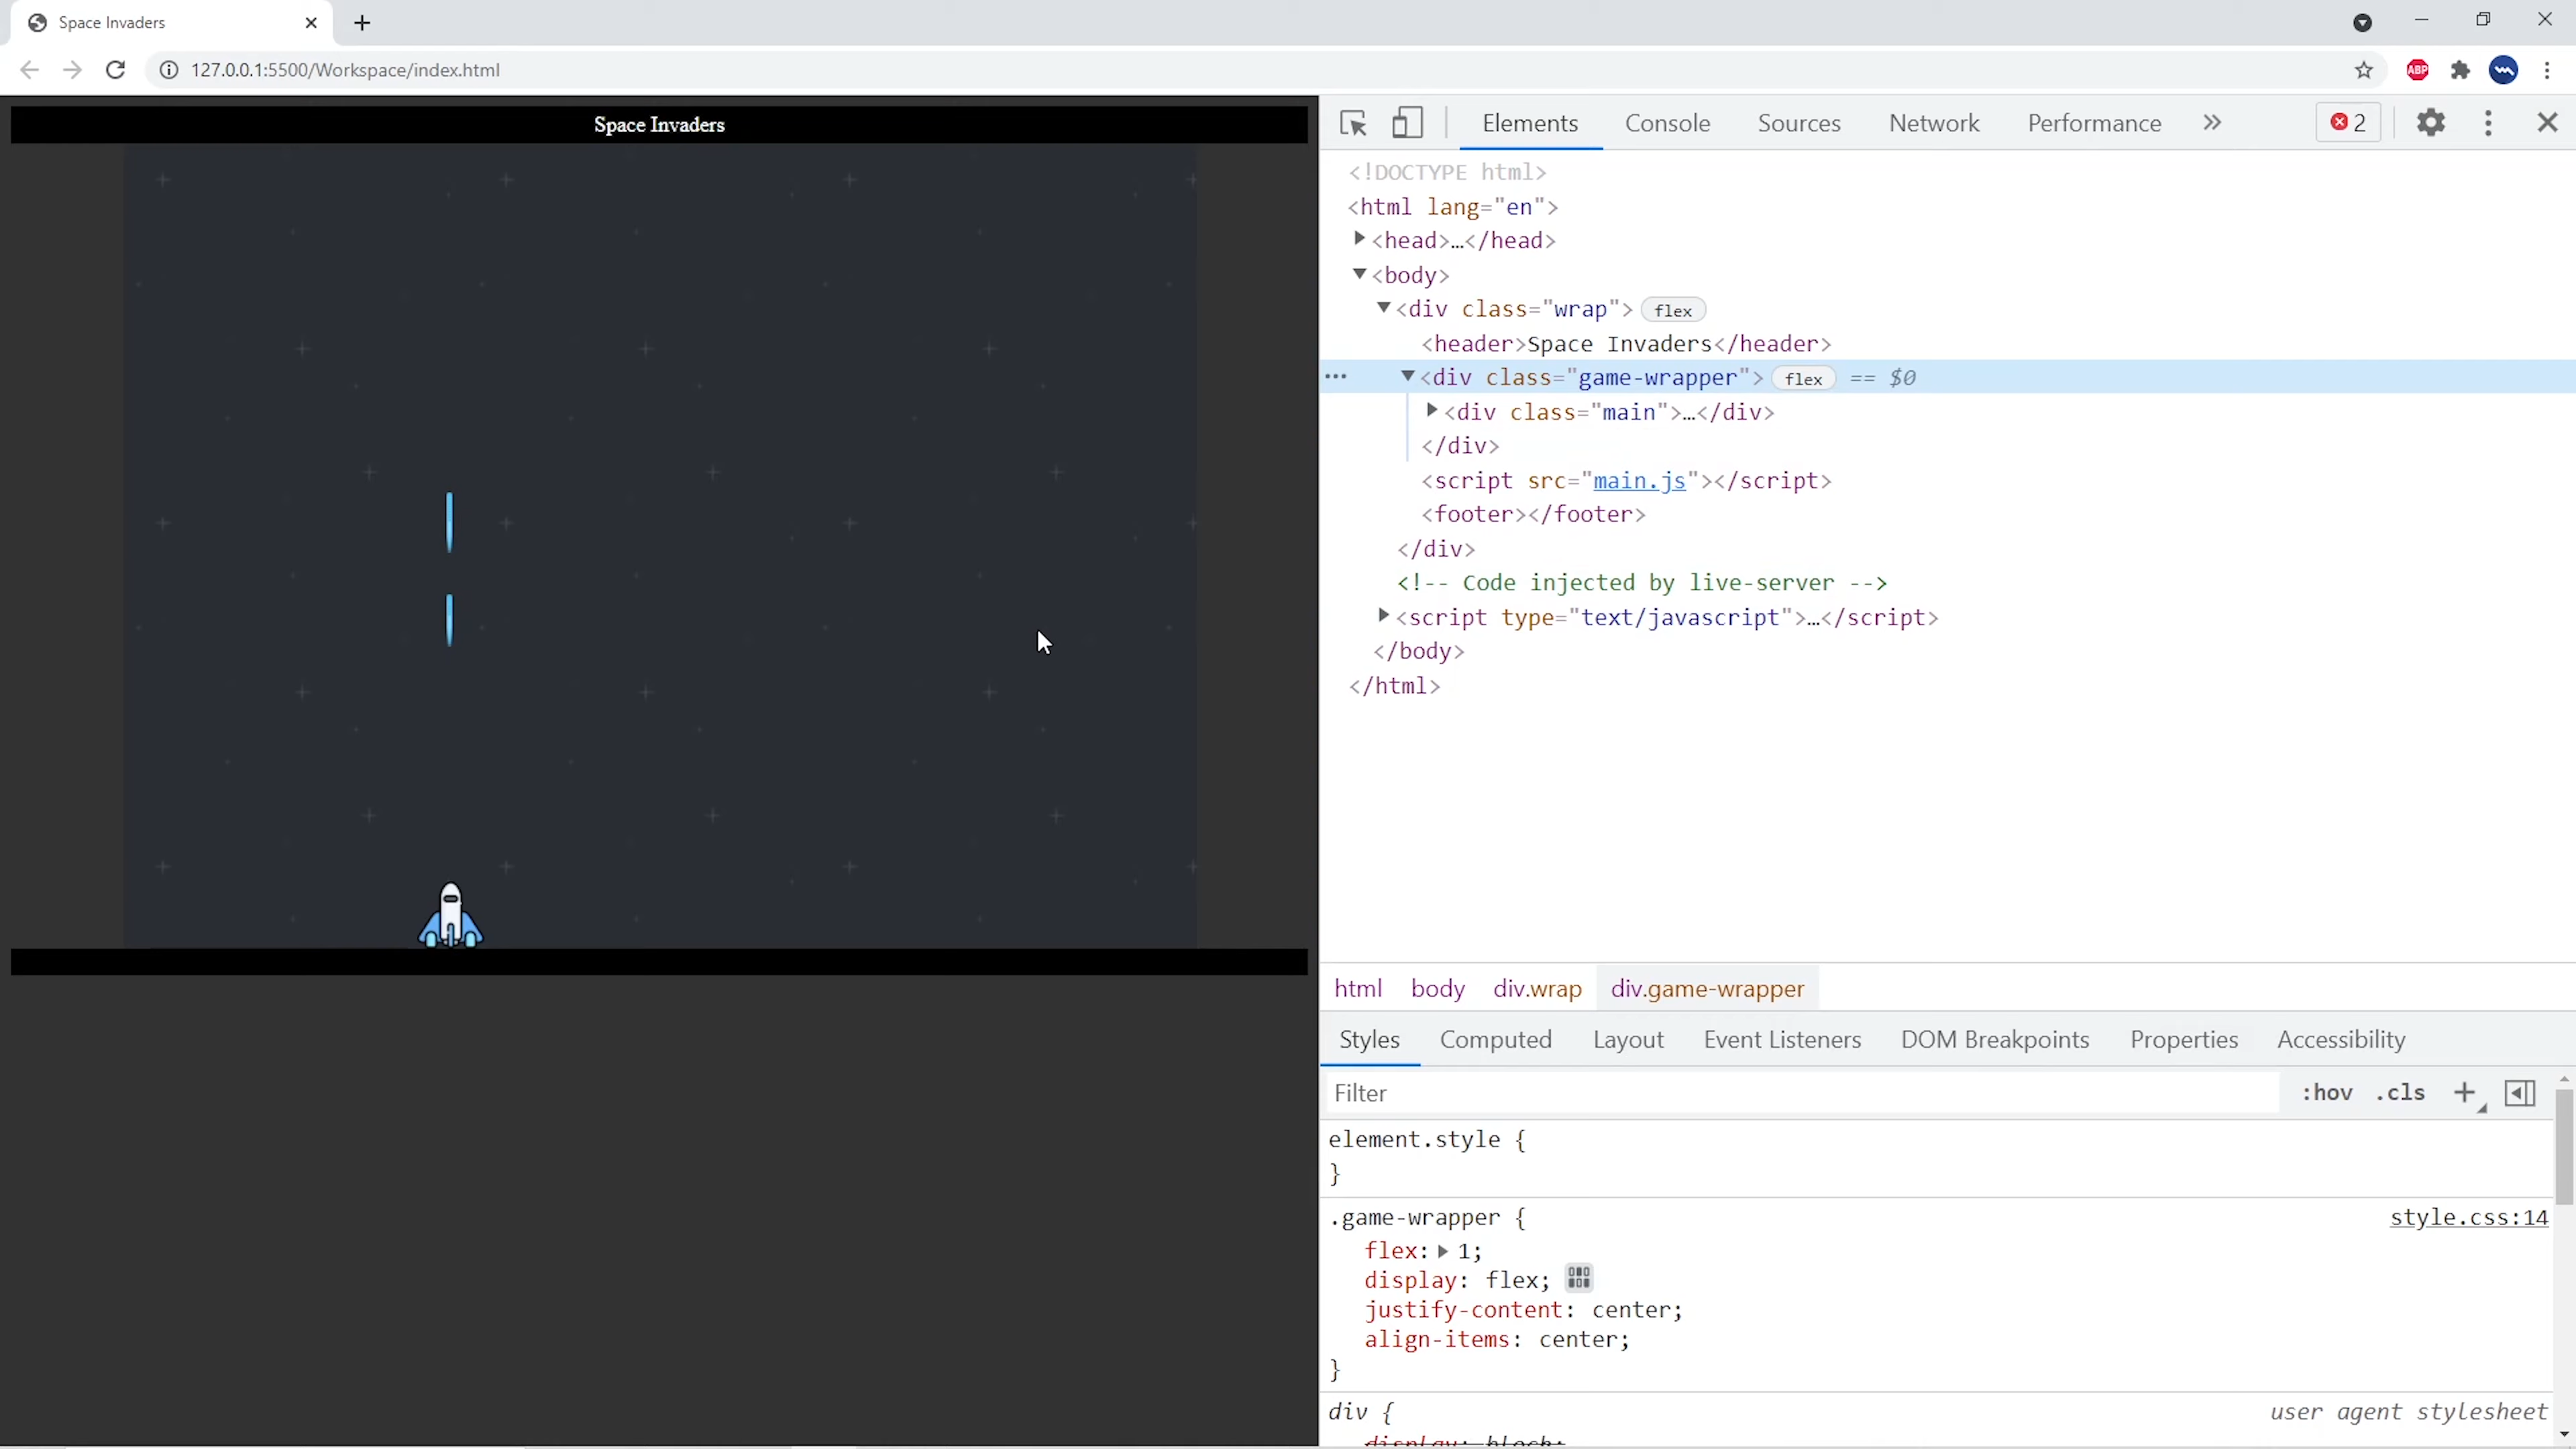 Space Invaders
127.0.0.1:5500/Workspace/index.html
ABP
Space Invaders
Elements Console Sources Network Performance » 2
<!DOCTYPE html>
<html lang="en">
<head>…</head>
<body>
<div class="wrap"> flex
<header>Space Invaders</header>
… <div class="game-wrapper"> flex == $0
<div class="main">…</div>
</div>
<script src="main.js"></script>
<footer></footer>
</div>
<!-- Code injected by live-server -->
<script type="text/javascript">…</script>
</body>
</html>
html body div.wrap div.game-wrapper
Styles Computed Layout Event Listeners DOM Breakpoints Properties Accessibility
Filter :hov .cls +
element.style {
}
.game-wrapper { style.css:14
flex: 1;
display: flex;
justify-content: center;
align-items: center;
}
div { user agent stylesheet
display: block;